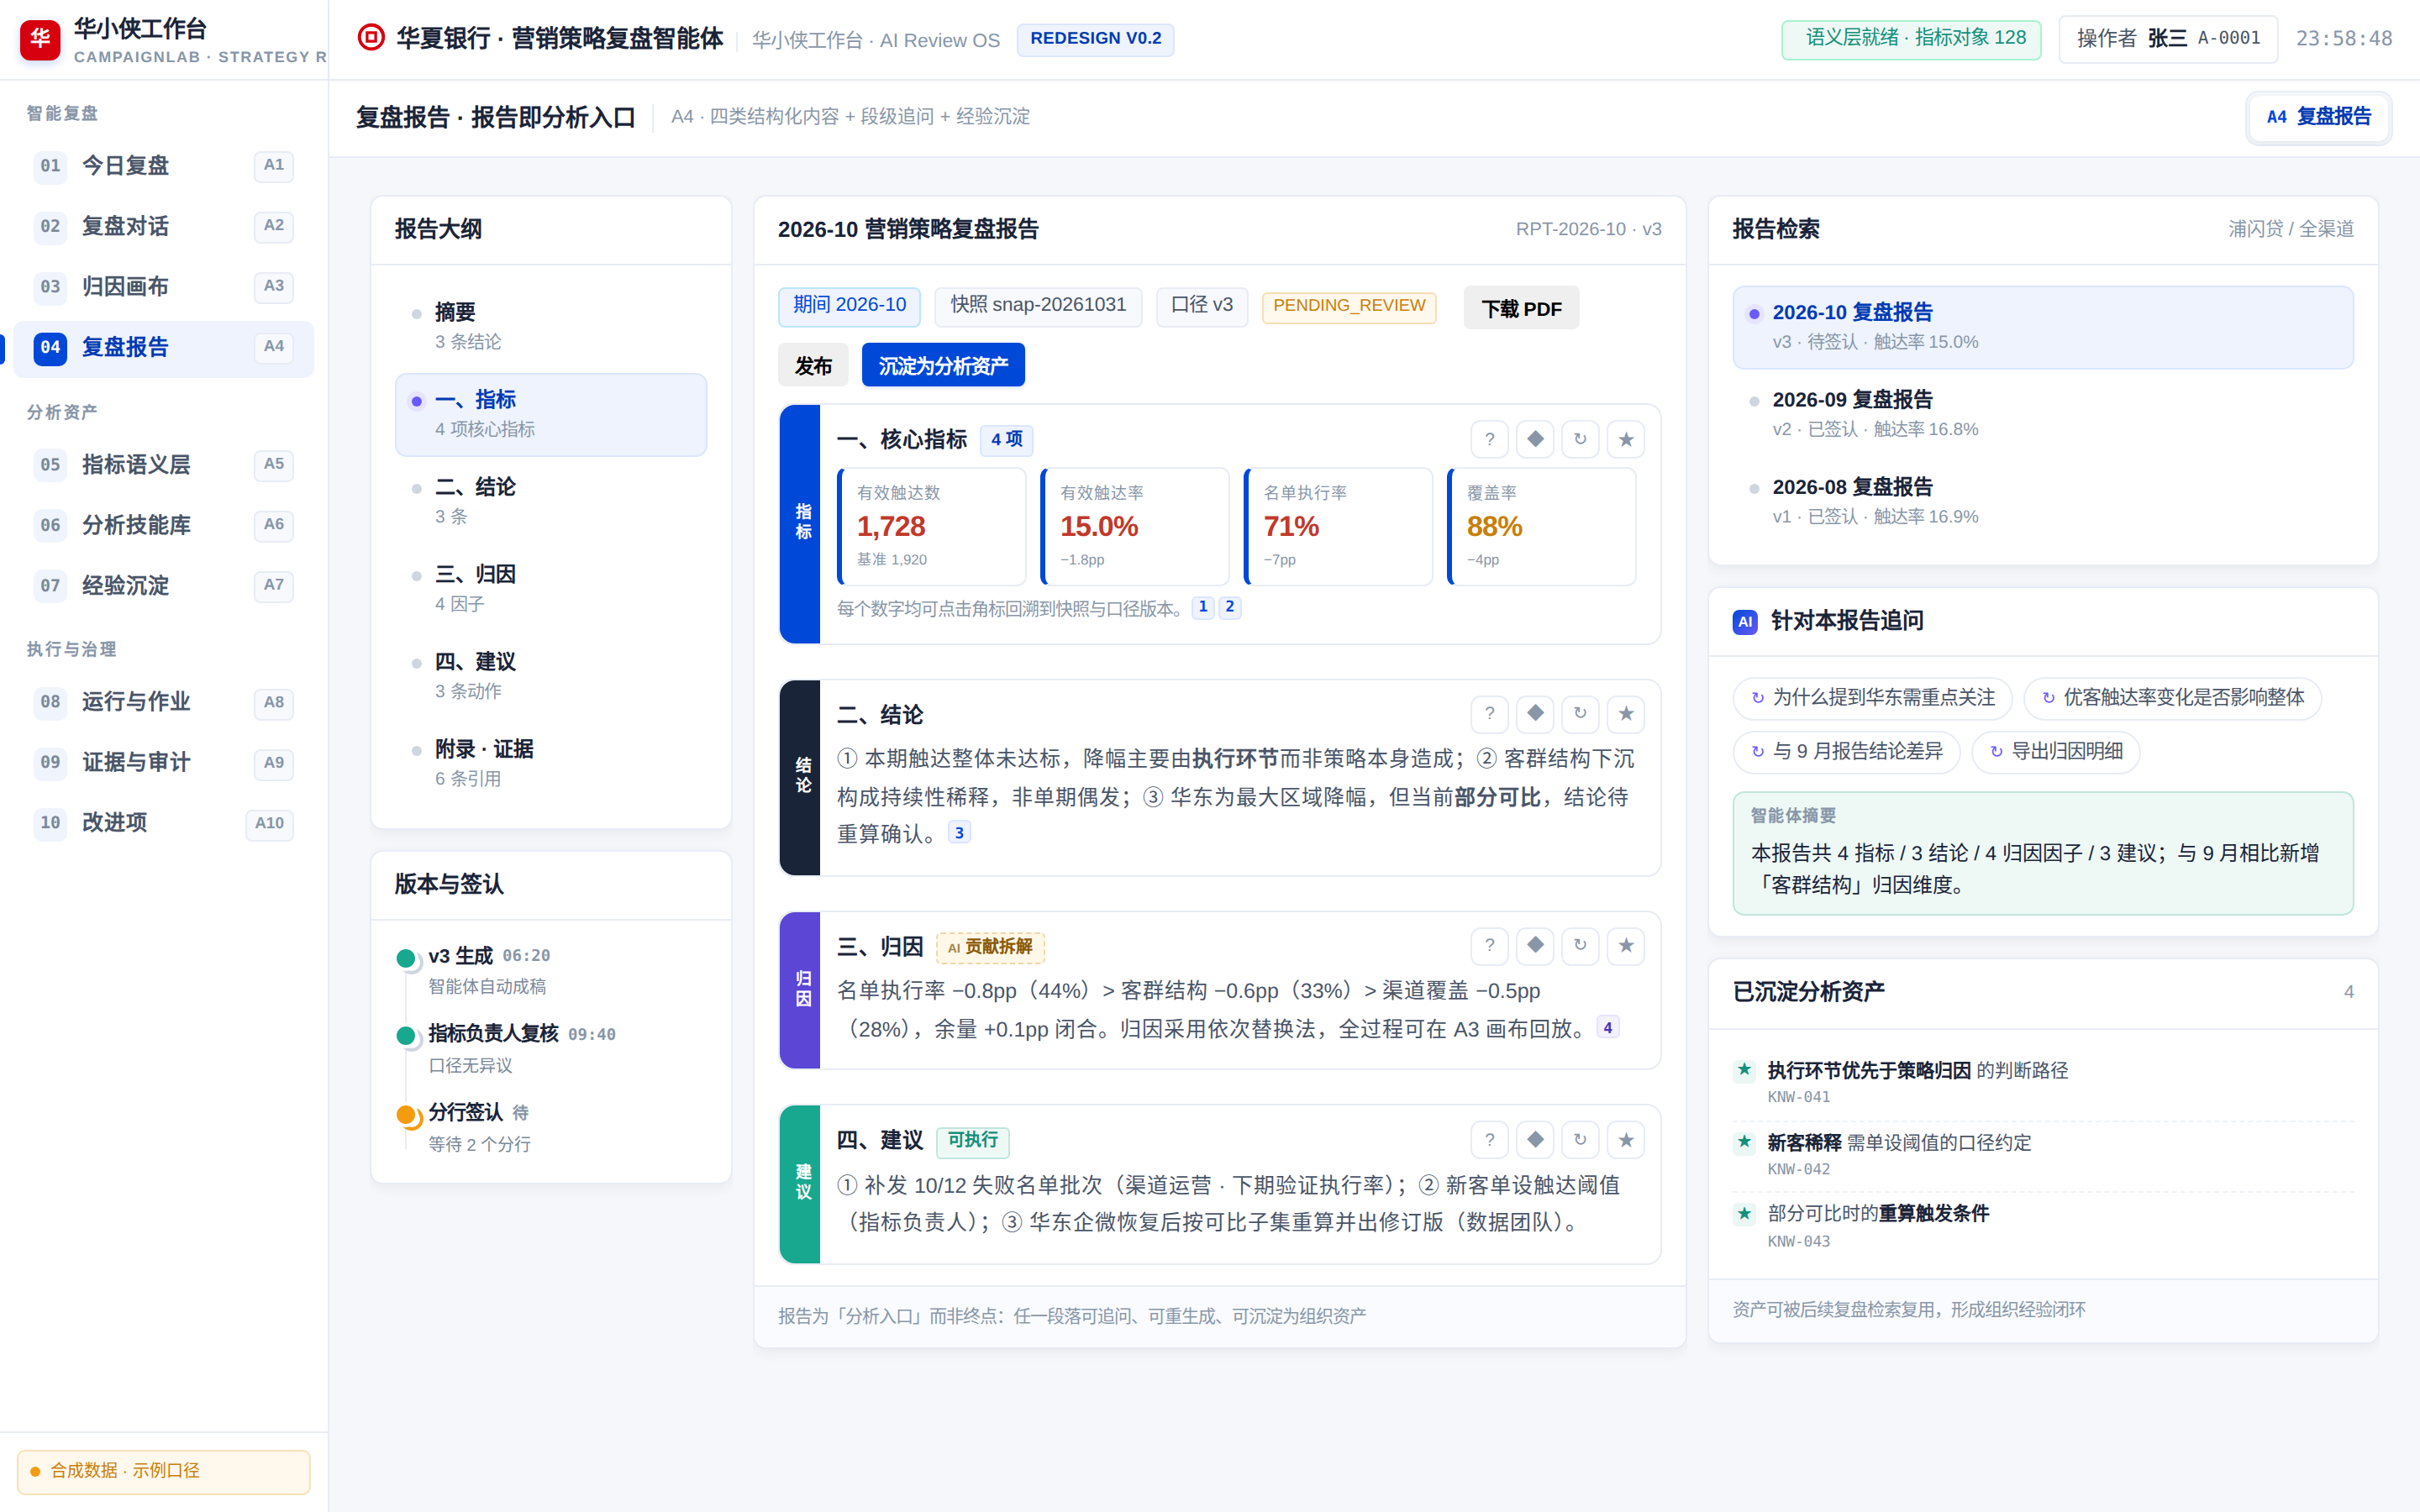 华
华小侠工作台
CAMPAIGNLAB · STRATEGY R
华夏银行 · 营销策略复盘智能体
华小侠工作台 · AI Review OS
REDESIGN V0.2
语义层就绪 · 指标对象 128
操作者 张三 A-0001
23:58:48
智能复盘
01 今日复盘 A1
02 复盘对话 A2
03 归因画布 A3
04 复盘报告 A4
分析资产
05 指标语义层 A5
06 分析技能库 A6
07 经验沉淀 A7
执行与治理
08 运行与作业 A8
09 证据与审计 A9
10 改进项 A10
合成数据 · 示例口径
复盘报告 · 报告即分析入口
A4 · 四类结构化内容 + 段级追问 + 经验沉淀
A4 复盘报告
报告大纲
摘要
3 条结论
一、指标
4 项核心指标
二、结论
3 条
三、归因
4 因子
四、建议
3 条动作
附录 · 证据
6 条引用
版本与签认
v3 生成 06:20
智能体自动成稿
指标负责人复核 09:40
口径无异议
分行签认 待
等待 2 个分行
2026-10 营销策略复盘报告
RPT-2026-10 · v3
期间 2026-10
快照 snap-20261031
口径 v3
PENDING_REVIEW
下载 PDF
发布
沉淀为分析资产
指标
一、核心指标 4 项
? ◆ ↻ ★
有效触达数
1,728
基准 1,920
有效触达率
15.0%
−1.8pp
名单执行率
71%
−7pp
覆盖率
88%
−4pp
每个数字均可点击角标回溯到快照与口径版本。 1 2
结论
二、结论
? ◆ ↻ ★
① 本期触达整体未达标，降幅主要由执行环节而非策略本身造成；② 客群结构下沉
构成持续性稀释，非单期偶发；③ 华东为最大区域降幅，但当前部分可比，结论待
重算确认。 3
归因
三、归因 AI 贡献拆解
? ◆ ↻ ★
名单执行率 −0.8pp（44%）> 客群结构 −0.6pp（33%）> 渠道覆盖 −0.5pp
（28%），余量 +0.1pp 闭合。归因采用依次替换法，全过程可在 A3 画布回放。 4
建议
四、建议 可执行
? ◆ ↻ ★
① 补发 10/12 失败名单批次（渠道运营 · 下期验证执行率）；② 新客单设触达阈值
（指标负责人）；③ 华东企微恢复后按可比子集重算并出修订版（数据团队）。
报告为「分析入口」而非终点：任一段落可追问、可重生成、可沉淀为组织资产
报告检索
浦闪贷 / 全渠道
2026-10 复盘报告
v3 · 待签认 · 触达率 15.0%
2026-09 复盘报告
v2 · 已签认 · 触达率 16.8%
2026-08 复盘报告
v1 · 已签认 · 触达率 16.9%
AI 针对本报告追问
↻ 为什么提到华东需重点关注
↻ 优客触达率变化是否影响整体
↻ 与 9 月报告结论差异
↻ 导出归因明细
智能体摘要
本报告共 4 指标 / 3 结论 / 4 归因因子 / 3 建议；与 9 月相比新增
「客群结构」归因维度。
已沉淀分析资产
4
★ 执行环节优先于策略归因 的判断路径
KNW-041
★ 新客稀释 需单设阈值的口径约定
KNW-042
★ 部分可比时的重算触发条件
KNW-043
资产可被后续复盘检索复用，形成组织经验闭环